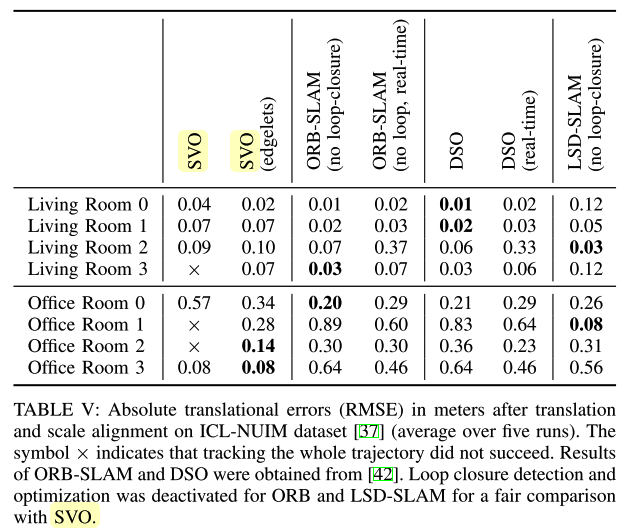 SVO SVO (edgelets) ORB-SLAM (no loop-closure) ORB-SLAM (no loop, real-time) DSO DSO (real-time) LSD-SLAM (no loop-closure)
Living Room 0 0.04 0.02 0.01 0.02 0.01 0.02 0.12
Living Room 1 0.07 0.07 0.02 0.03 0.02 0.03 0.05
Living Room 2 0.09 0.10 0.07 0.37 0.06 0.33 0.03
Living Room 3 × 0.07 0.03 0.07 0.03 0.06 0.12
Office Room 0 0.57 0.34 0.20 0.29 0.21 0.29 0.26
Office Room 1 × 0.28 0.89 0.60 0.83 0.64 0.08
Office Room 2 × 0.14 0.30 0.30 0.36 0.23 0.31
Office Room 3 0.08 0.08 0.64 0.46 0.64 0.46 0.56
TABLE V: Absolute translational errors (RMSE) in meters after translation
and scale alignment on ICL-NUIM dataset [37] (average over five runs). The
symbol × indicates that tracking the whole trajectory did not succeed. Results
of ORB-SLAM and DSO were obtained from [42]. Loop closure detection and
optimization was deactivated for ORB and LSD-SLAM for a fair comparison
with SVO.